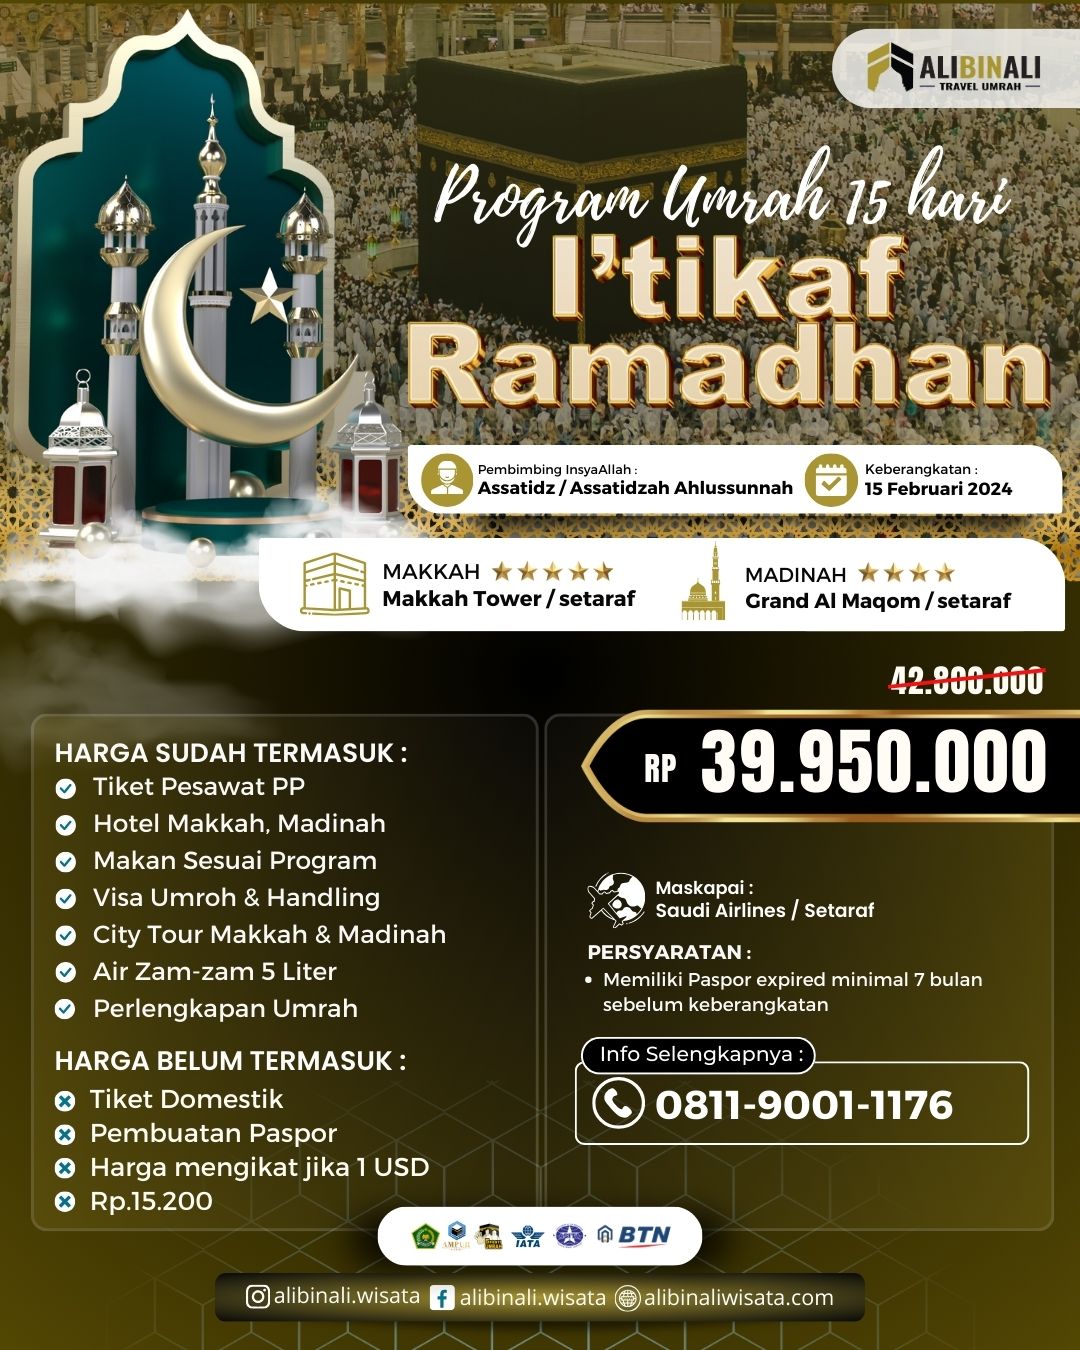 ALIBINALI
TRAVEL UMRAH
Program Umrah 15 hari
I'tikaf
Ramadhan
Pembimbing InsyaAllah :
Assatidz / Assatidzah Ahlussunnah
Keberangkatan :
15 Februari 2024
MAKKAH
Makkah Tower / setaraf
MADINAH
Grand Al Maqom / setaraf
42.800.000
RP 39.950.000
HARGA SUDAH TERMASUK :
Tiket Pesawat PP
Hotel Makkah, Madinah
Makan Sesuai Program
Visa Umroh & Handling
City Tour Makkah & Madinah
Air Zam-zam 5 Liter
Perlengkapan Umrah
HARGA BELUM TERMASUK :
Tiket Domestik
Pembuatan Paspor
Harga mengikat jika 1 USD
Rp.15.200
Maskapai :
Saudi Airlines / Setaraf
PERSYARATAN :
• Memiliki Paspor expired minimal 7 bulan
sebelum keberangkatan
Info Selengkapnya :
0811-9001-1176
AMPUR
IATA
BTN
alibinali.wisata
alibinali.wisata
alibinaliwisata.com